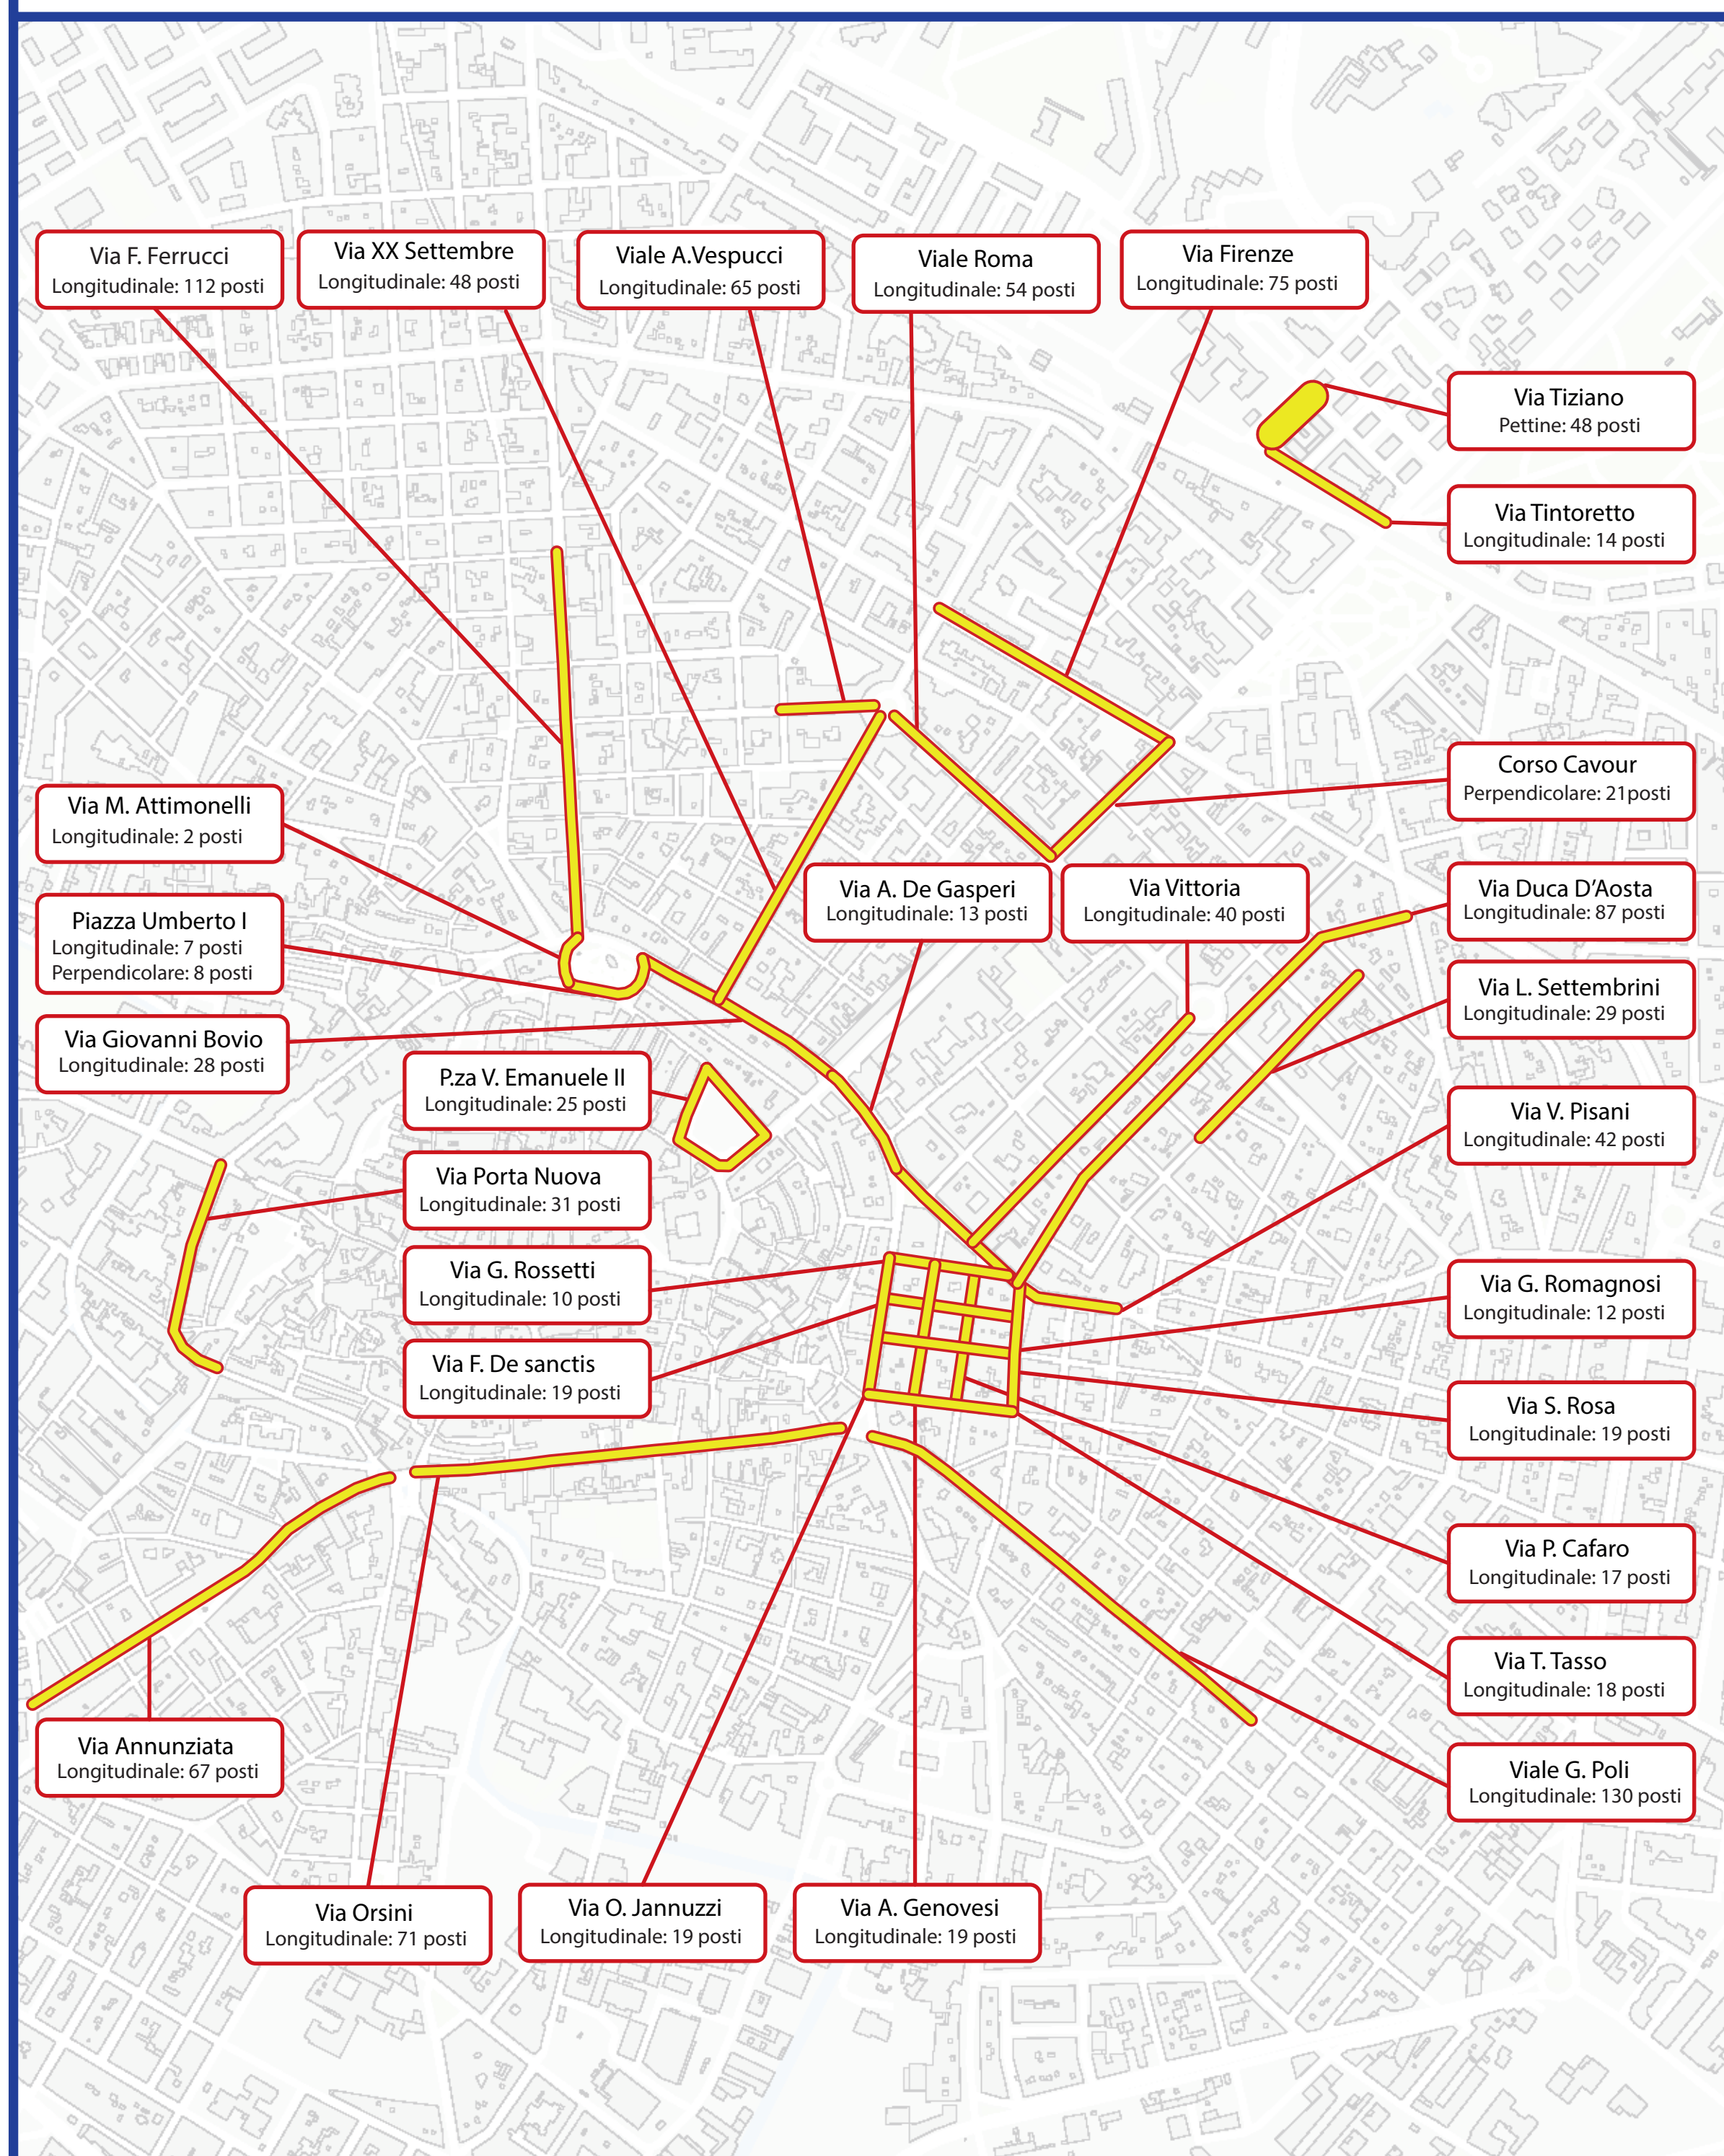 Via F. Ferrucci
Longitudinale: 112 posti
Via XX Settembre
Longitudinale: 48 posti
Viale A.Vespucci
Longitudinale: 65 posti
Viale Roma
Longitudinale: 54 posti
Via Firenze
Longitudinale: 75 posti
Via Tiziano
Pettine: 48 posti
Via Tintoretto
Longitudinale: 14 posti
Corso Cavour
Perpendicolare: 21posti
Via M. Attimonelli
Longitudinale: 2 posti
Piazza Umberto I
Longitudinale: 7 posti
Perpendicolare: 8 posti
Via A. De Gasperi
Longitudinale: 13 posti
Via Vittoria
Longitudinale: 40 posti
Via Duca D’Aosta
Longitudinale: 87 posti
Via L. Settembrini
Longitudinale: 29 posti
Via Giovanni Bovio
Longitudinale: 28 posti
P.za V. Emanuele II
Longitudinale: 25 posti
Via V. Pisani
Longitudinale: 42 posti
Via Porta Nuova
Longitudinale: 31 posti
Via G. Rossetti
Longitudinale: 10 posti
Via G. Romagnosi
Longitudinale: 12 posti
Via F. De sanctis
Longitudinale: 19 posti
Via S. Rosa
Longitudinale: 19 posti
Via P. Cafaro
Longitudinale: 17 posti
Via T. Tasso
Longitudinale: 18 posti
Via Annunziata
Longitudinale: 67 posti
Viale G. Poli
Longitudinale: 130 posti
Via Orsini
Longitudinale: 71 posti
Via O. Jannuzzi
Longitudinale: 19 posti
Via A. Genovesi
Longitudinale: 19 posti